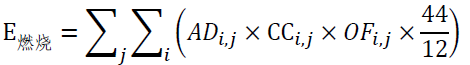 E燃烧 = ∑j ∑i (ADi,j × CCi,j × OFi,j × 44/12)